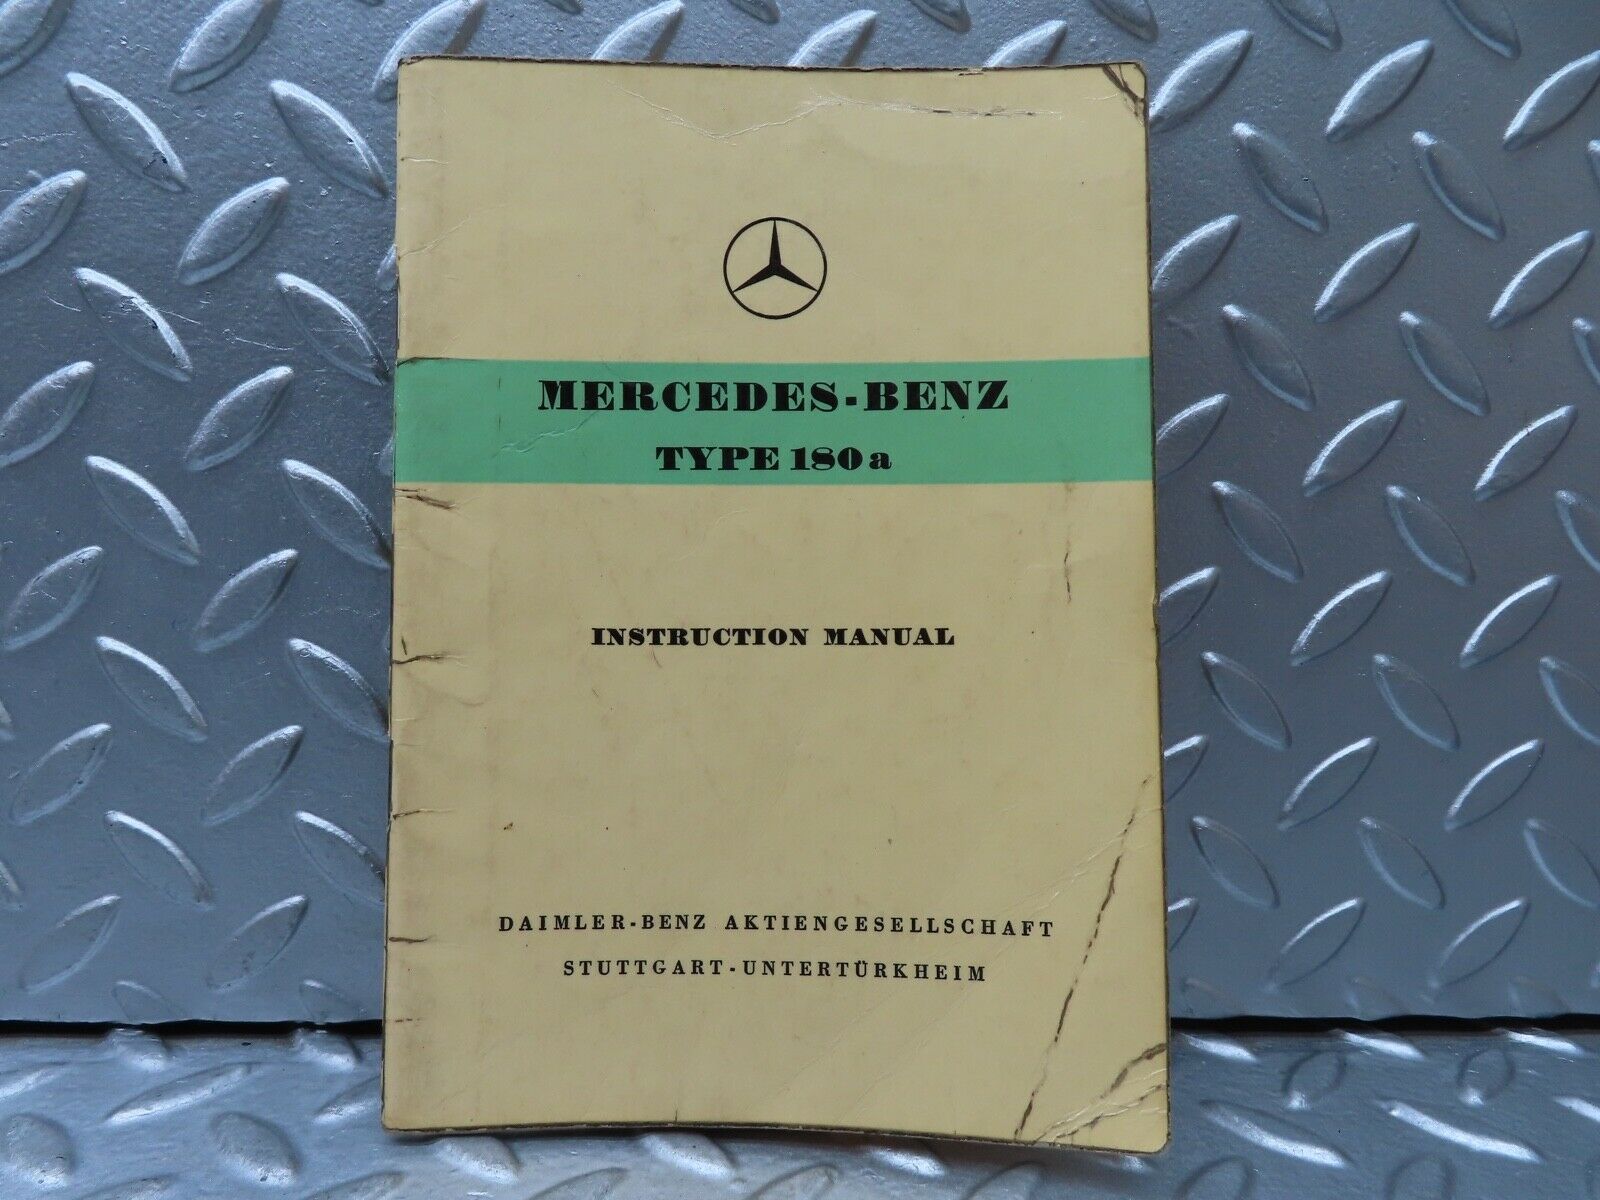 MERCEDES-BENZ
TYPE 180 a
INSTRUCTION MANUAL
DAIMLER-BENZ AKTIENGESELLSCHAFT
STUTTGART-UNTERTÜRKHEIM